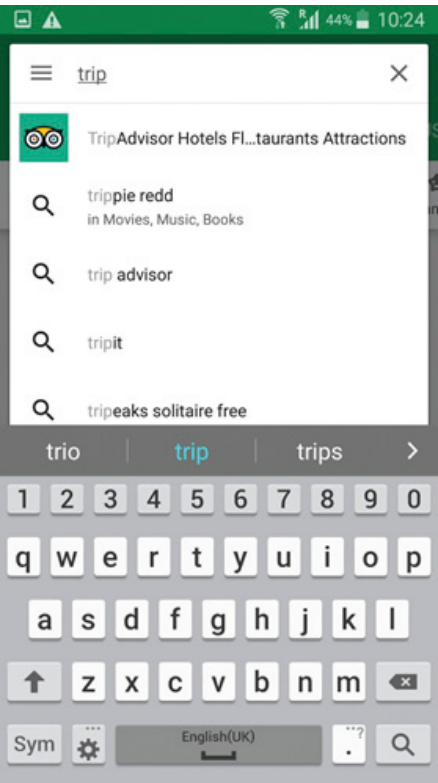 R 44% 10:24
trip
TripAdvisor Hotels Fl...taurants Attractions
trippie redd
in Movies, Music, Books
trip advisor
tripit
tripeaks solitaire free
trio trip trips
1 2 3 4 5 6 7 8 9 0
q w e r t y u i o p
a s d f g h j k l
z x c v b n m
Sym English(UK) . ...?